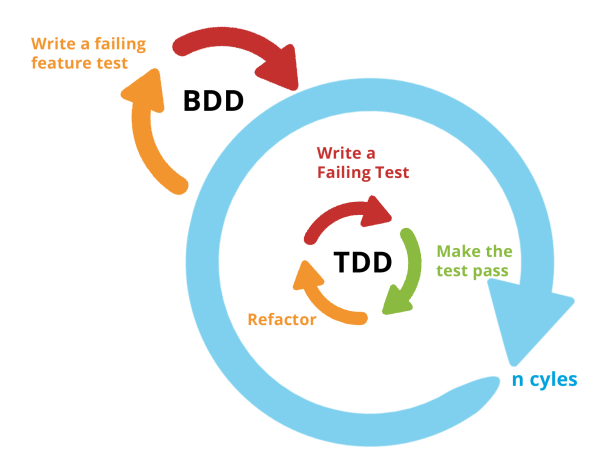 Write a failing
feature test
BDD
Write a
Failing Test
TDD
Make the
test pass
Refactor
n cyles